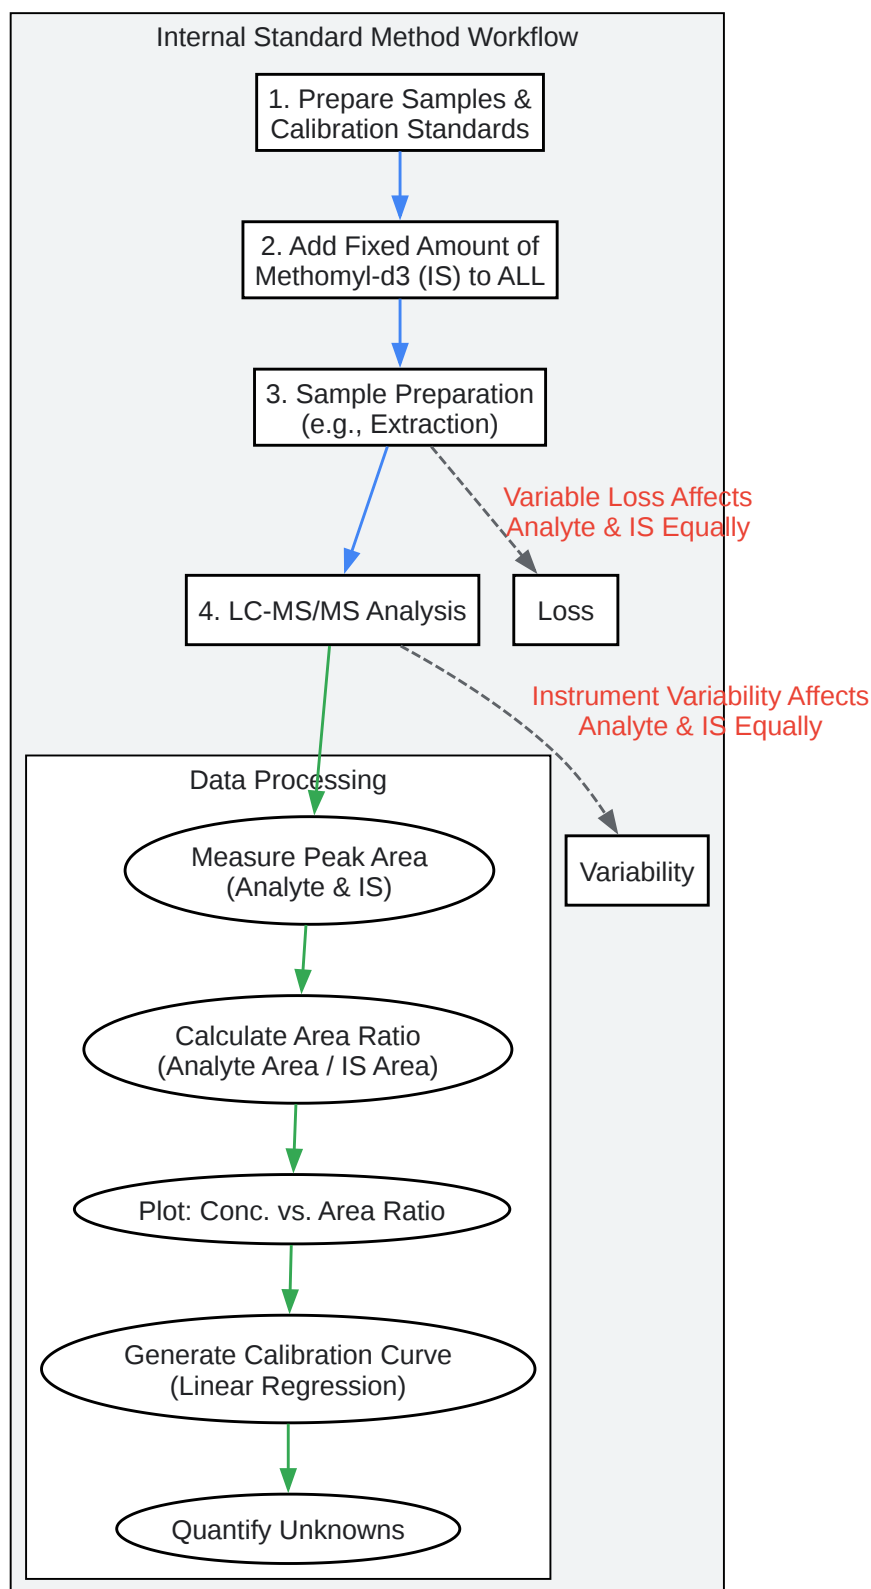 Internal Standard Method Workflow
1. Prepare Samples &
Calibration Standards
2. Add Fixed Amount of
Methomyl-d3 (IS) to ALL
3. Sample Preparation
(e.g., Extraction)
Variable Loss Affects
Analyte & IS Equally
4. LC-MS/MS Analysis
Loss
Instrument Variability Affects
Analyte & IS Equally
Data Processing
Measure Peak Area
(Analyte & IS)
Variability
Calculate Area Ratio
(Analyte Area / IS Area)
Plot: Conc. vs. Area Ratio
Generate Calibration Curve
(Linear Regression)
Quantify Unknowns